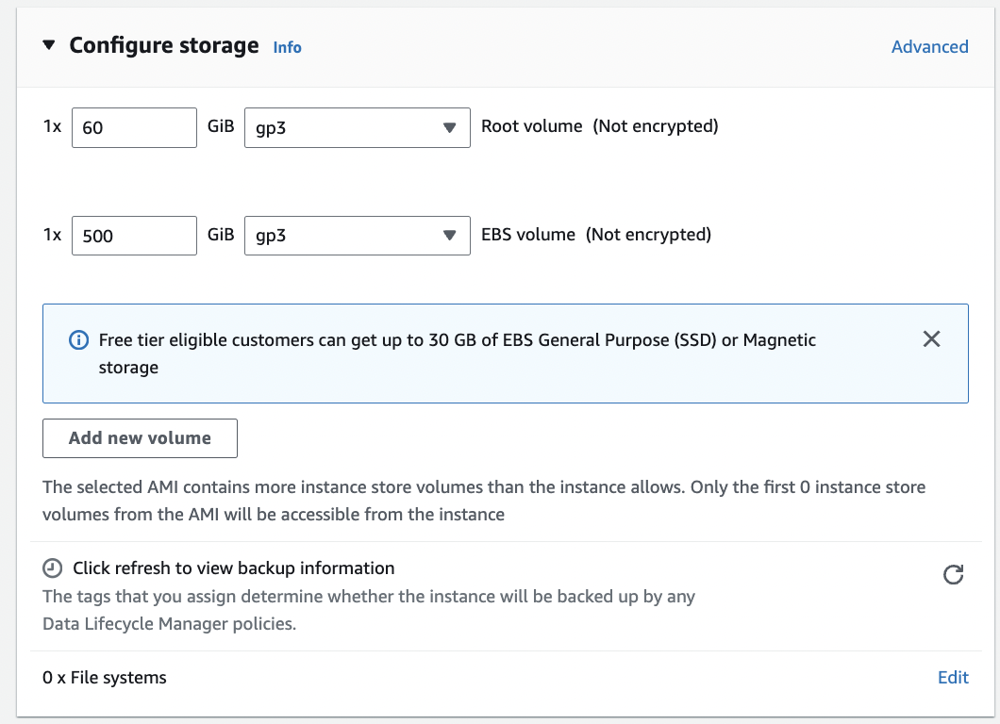 Configure storage Info Advanced
1x 60 GiB gp3 Root volume (Not encrypted)
1x 500 GiB gp3 EBS volume (Not encrypted)
Free tier eligible customers can get up to 30 GB of EBS General Purpose (SSD) or Magnetic
storage
Add new volume
The selected AMI contains more instance store volumes than the instance allows. Only the first 0 instance store
volumes from the AMI will be accessible from the instance
Click refresh to view backup information
The tags that you assign determine whether the instance will be backed up by any
Data Lifecycle Manager policies.
0 x File systems Edit